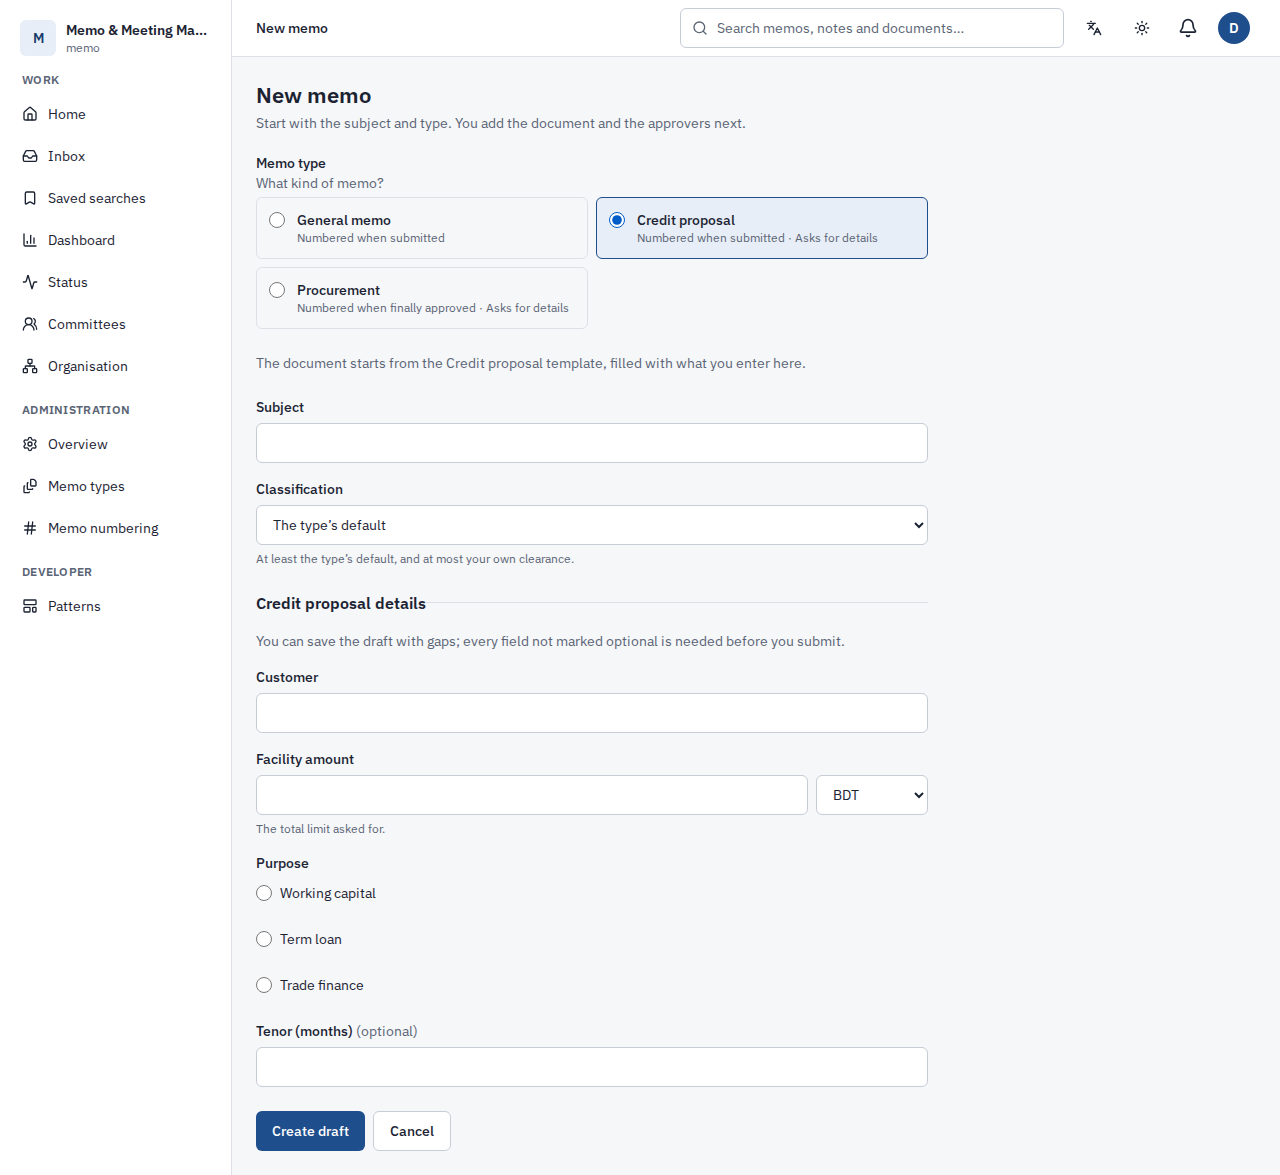 M
Memo & Meeting Ma...
memo
WORK
Home
Inbox
Saved searches
Dashboard
Status
Committees
Organisation
ADMINISTRATION
Overview
Memo types
Memo numbering
DEVELOPER
Patterns
New memo
Search memos, notes and documents...
D
New memo
Start with the subject and type. You add the document and the approvers next.
Memo type
What kind of memo?
General memo
Numbered when submitted
Credit proposal
Numbered when submitted · Asks for details
Procurement
Numbered when finally approved · Asks for details
The document starts from the Credit proposal template, filled with what you enter here.
Subject
Classification
The type’s default
At least the type’s default, and at most your own clearance.
Credit proposal details
You can save the draft with gaps; every field not marked optional is needed before you submit.
Customer
Facility amount
BDT
The total limit asked for.
Purpose
Working capital
Term loan
Trade finance
Tenor (months) (optional)
Create draft
Cancel